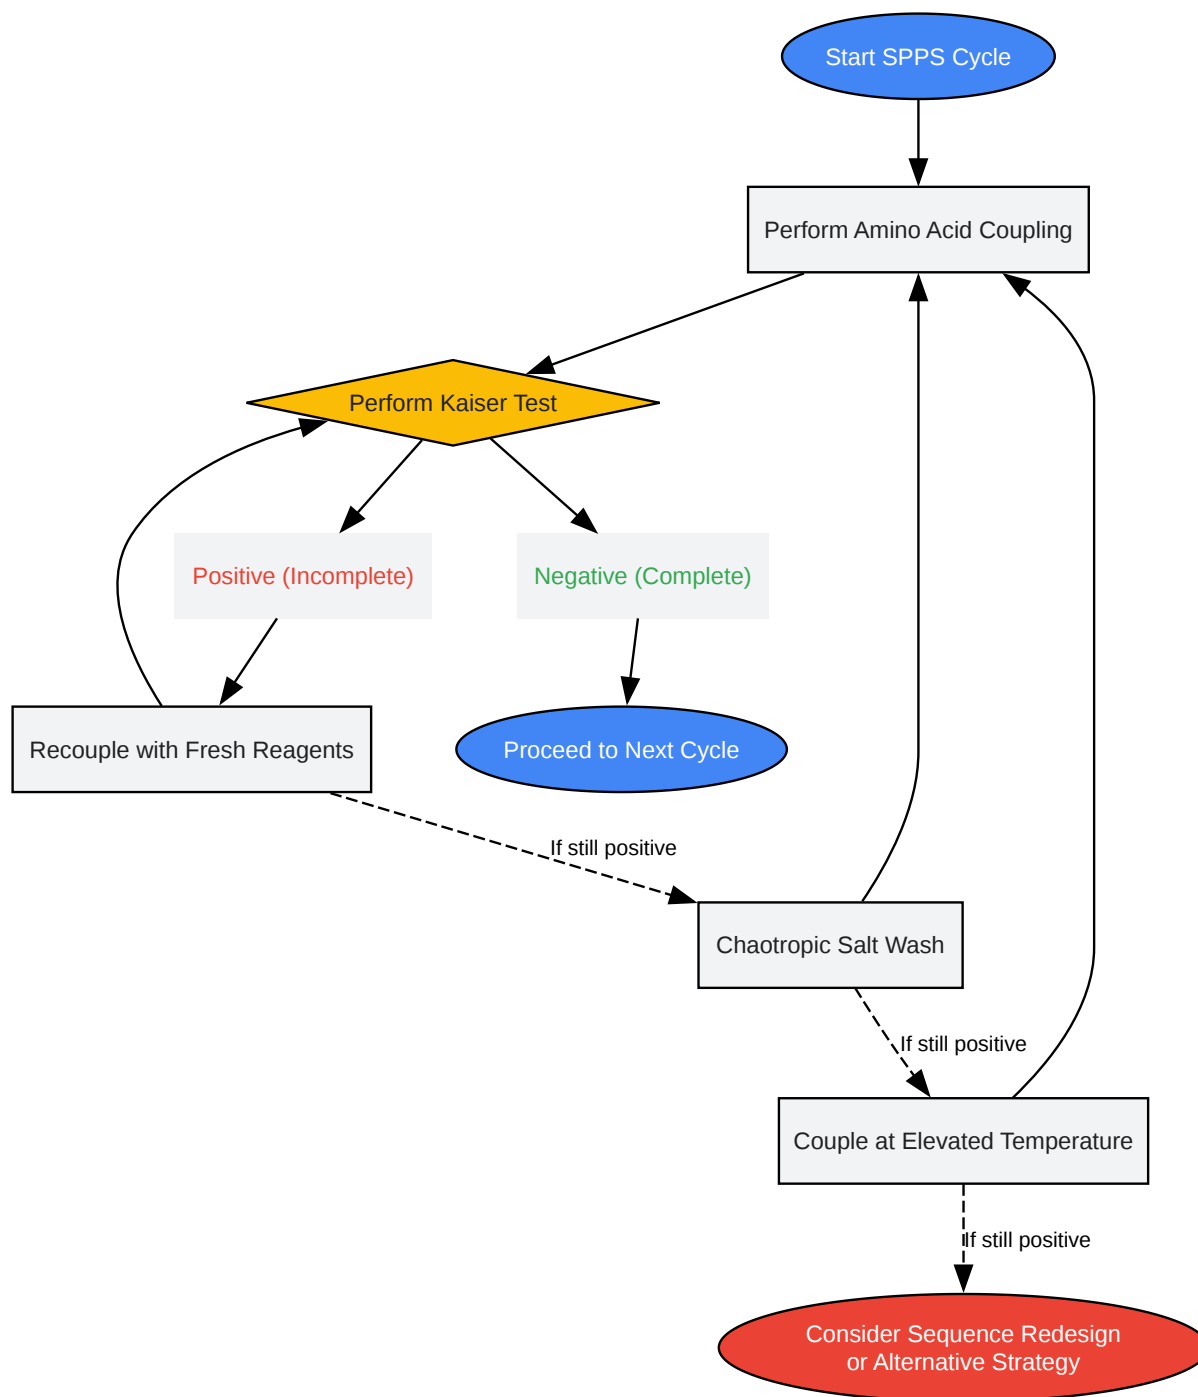 Start SPPS Cycle
Perform Amino Acid Coupling
Perform Kaiser Test
Positive (Incomplete)
Negative (Complete)
Recouple with Fresh Reagents
Proceed to Next Cycle
If still positive
Chaotropic Salt Wash
If still positive
Couple at Elevated Temperature
If still positive
Consider Sequence Redesign
or Alternative Strategy